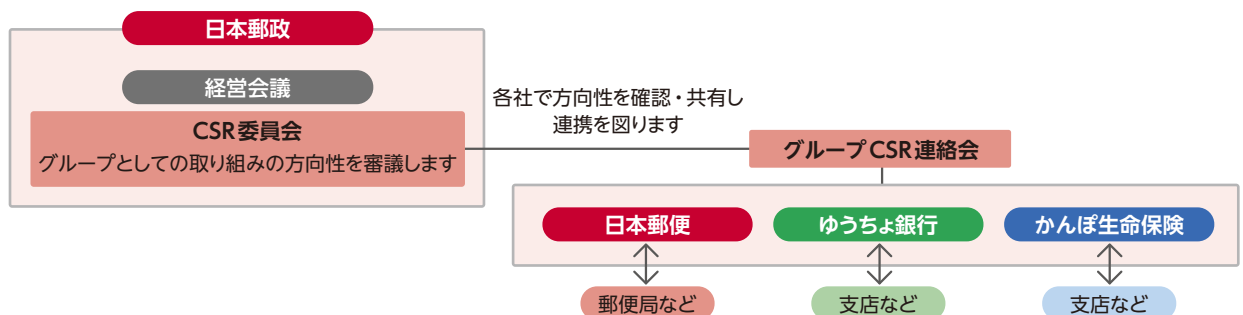 日本郵政
経営会議
CSR委員会
グループとしての取り組みの方向性を審議します
各社で方向性を確認・共有し
連携を図ります
グループCSR連絡会
日本郵便
ゆうちょ銀行
かんぽ生命保険
郵便局など
支店など
支店など